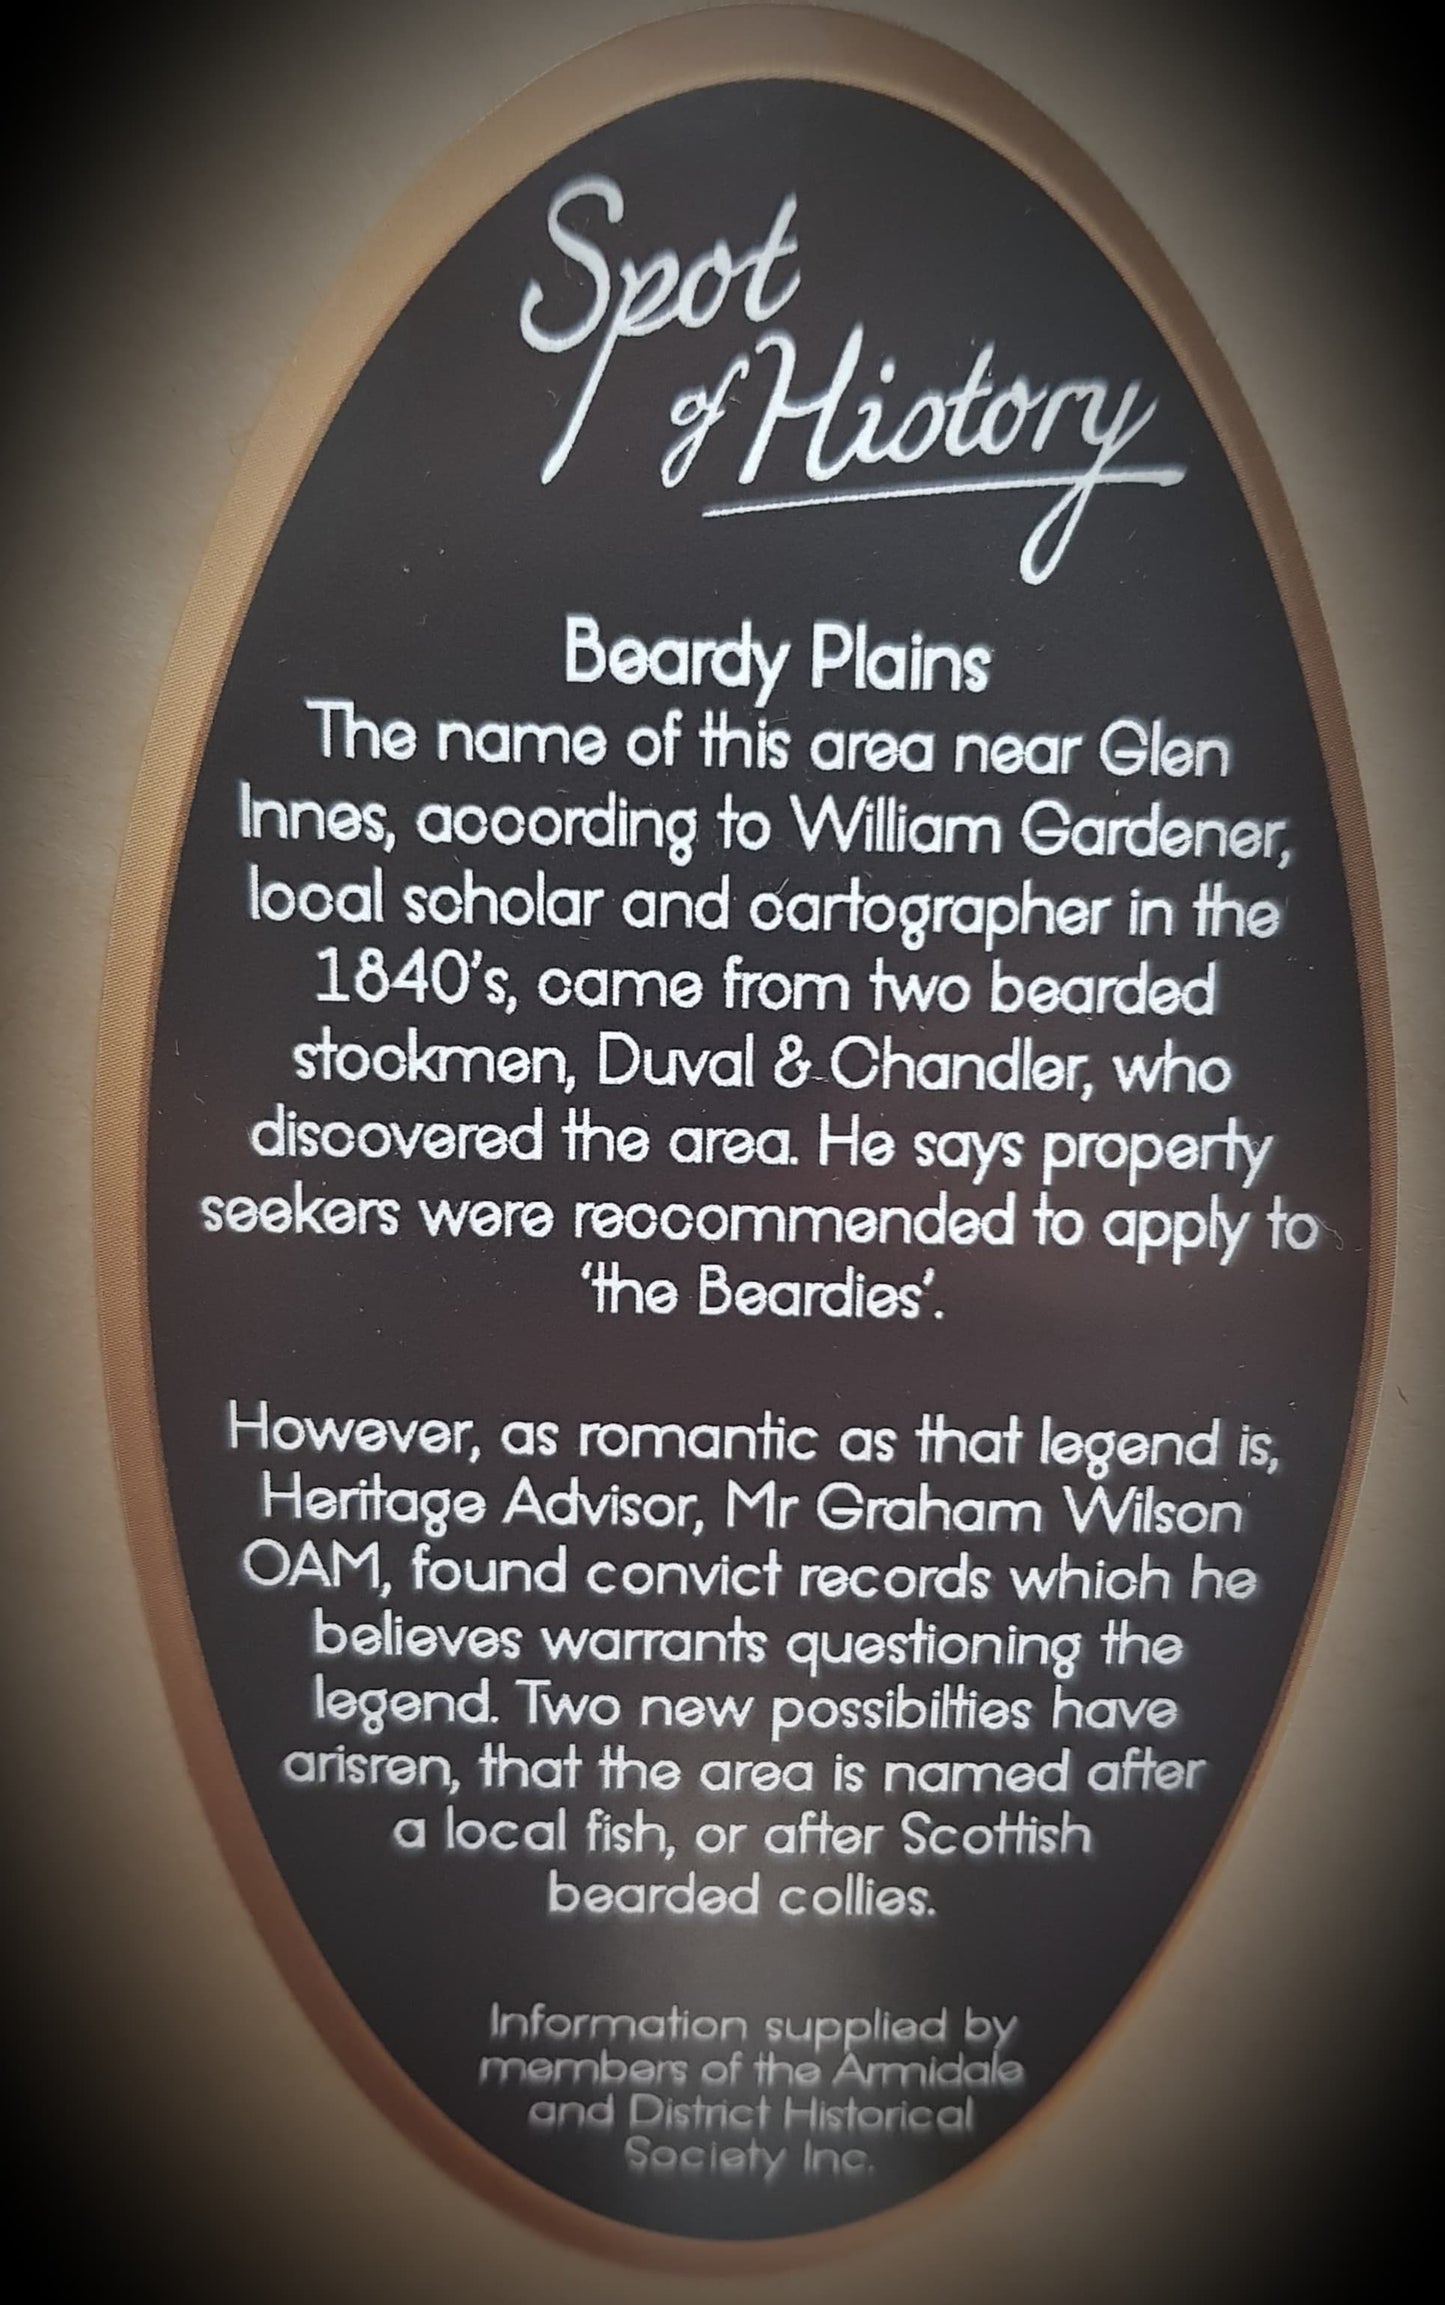 Spot
of History
Beardy Plains
The name of this area near Glen
Innes, according to William Gardener,
local scholar and cartographer in the
1840's, came from two bearded
stockmen, Duval & Chandler, who
discovered the area. He says property
seekers were reccommended to apply to
'the Beardies'.
However, as romantic as that legend is,
Heritage Advisor, Mr Graham Wilson
OAM, found convict records which he
believes warrants questioning the
legend. Two new possibilties have
arisren, that the area is named after
a local fish, or after Scottish
bearded collies.
Information supplied by
members of the Armidale
and District Historical
Society Inc.